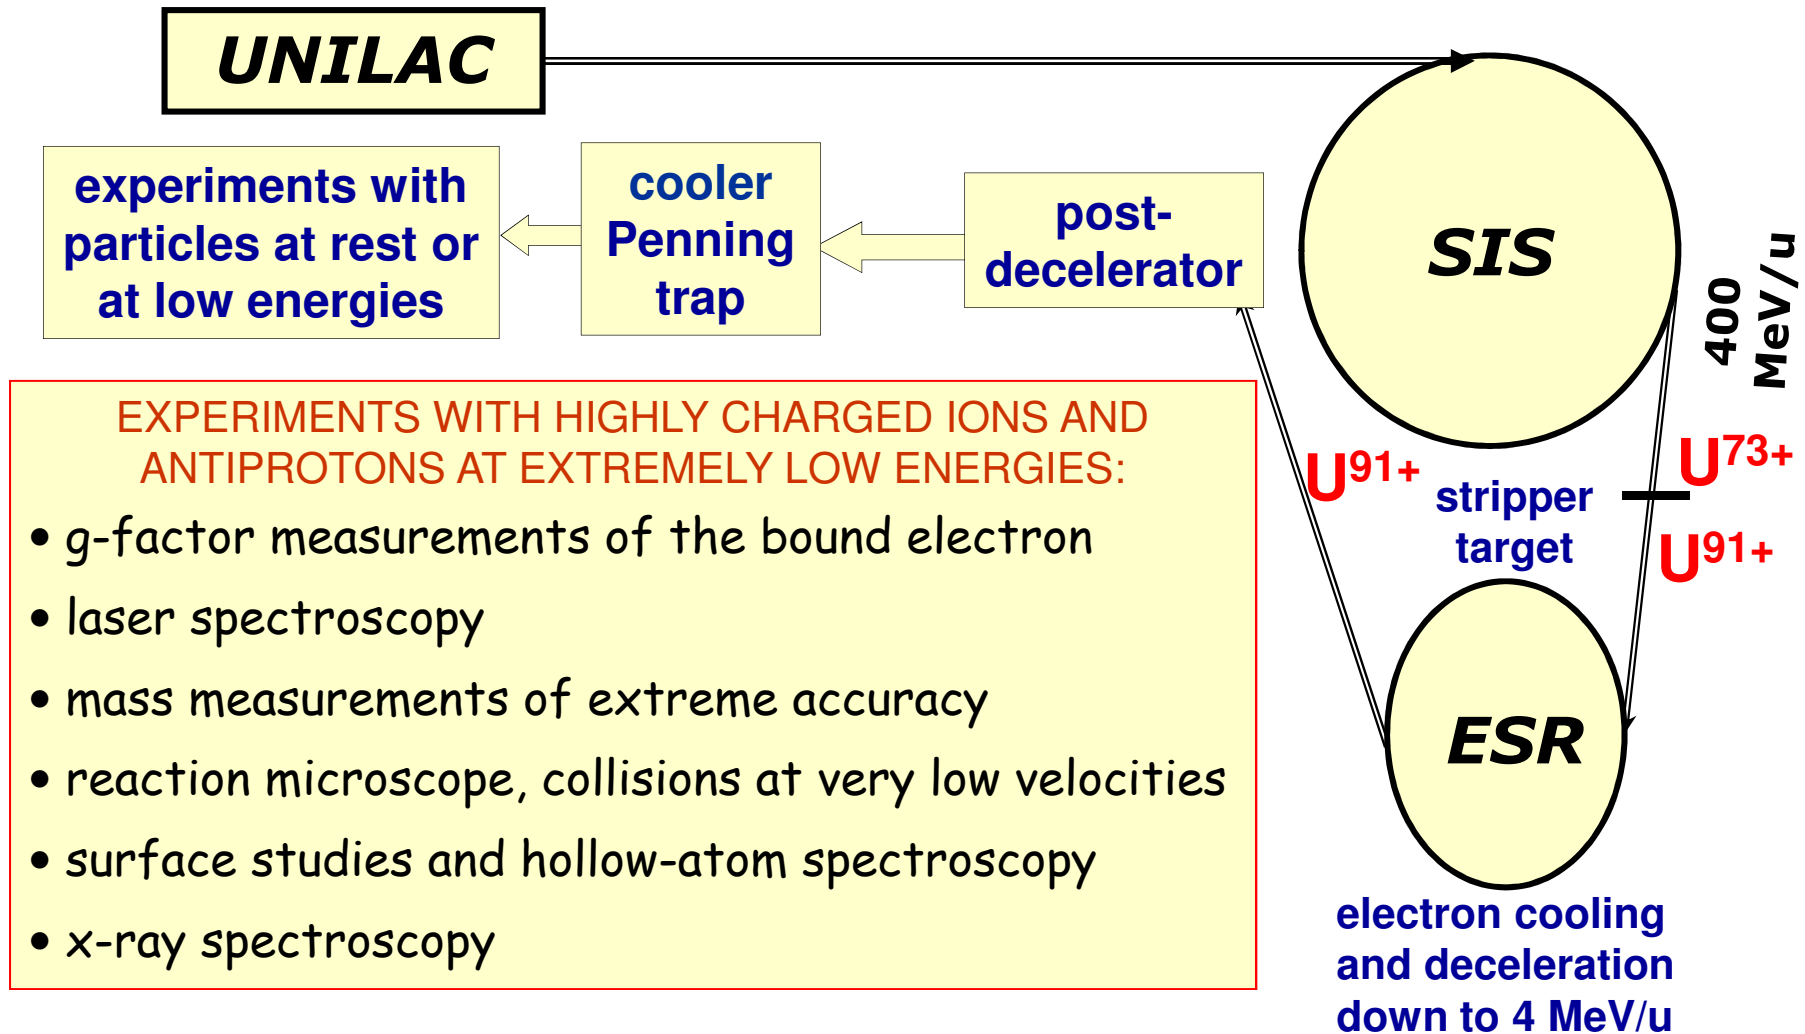 UNILAC
experiments with
particles at rest or
at low energies
cooler
Penning
trap
post-
decelerator
SIS
400
MeV/u
EXPERIMENTS WITH HIGHLY CHARGED IONS AND
ANTIPROTONS AT EXTREMELY LOW ENERGIES:
• g-factor measurements of the bound electron
• laser spectroscopy
• mass measurements of extreme accuracy
• reaction microscope, collisions at very low velocities
• surface studies and hollow-atom spectroscopy
• x-ray spectroscopy
U91+
stripper
target
U73+
U91+
ESR
electron cooling
and deceleration
down to 4 MeV/u